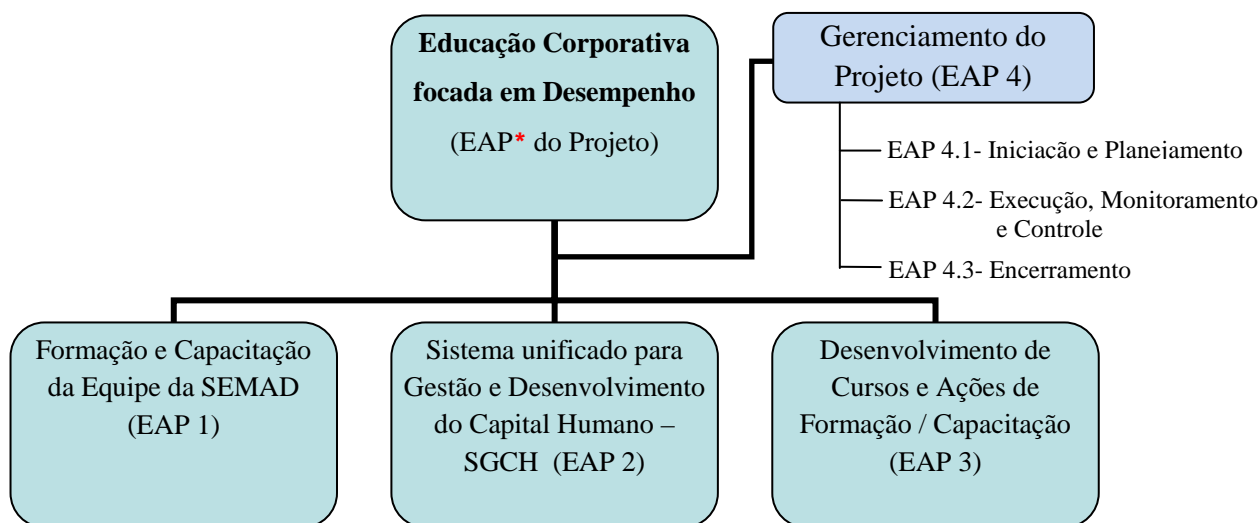 Educação Corporativa
focada em Desempenho
(EAP* do Projeto)
Gerenciamento do
Projeto (EAP 4)
EAP 4.1- Iniciação e Planejamento
EAP 4.2- Execução, Monitoramento
e Controle
EAP 4.3- Encerramento
Formação e Capacitação
da Equipe da SEMAD
(EAP 1)
Sistema unificado para
Gestão e Desenvolvimento
do Capital Humano –
SGCH (EAP 2)
Desenvolvimento de
Cursos e Ações de
Formação / Capacitação
(EAP 3)